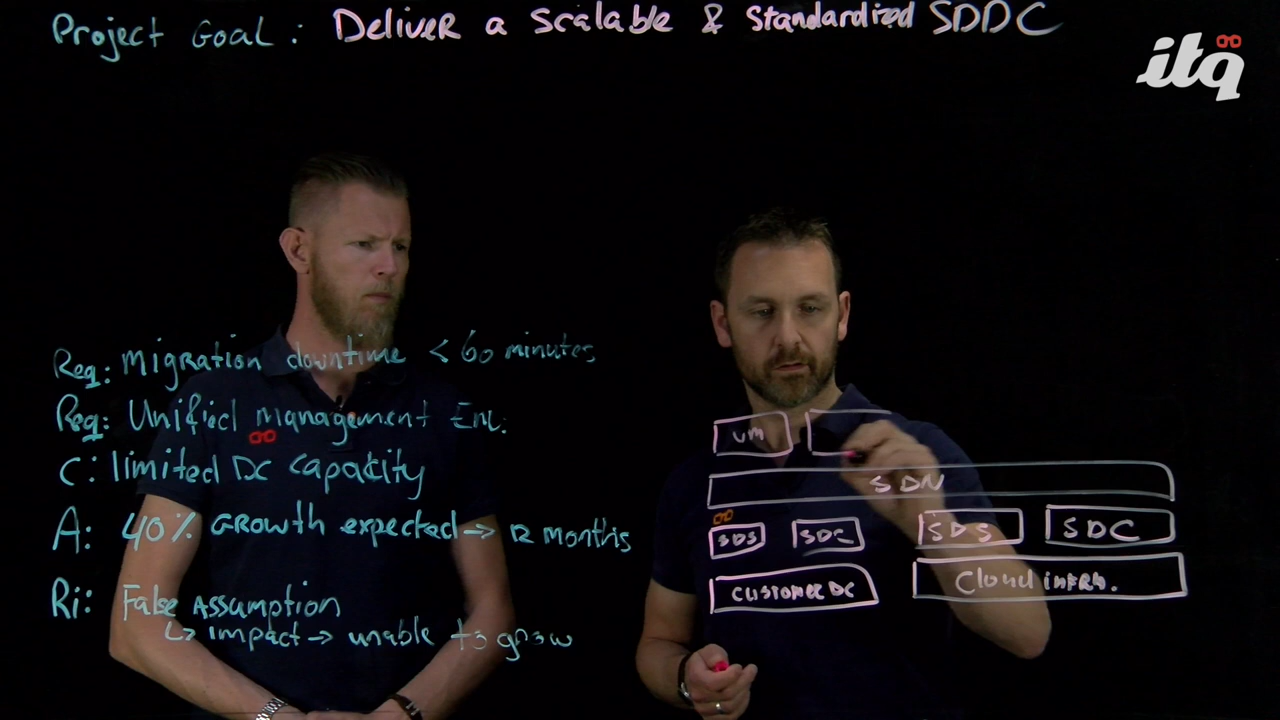 Project Goal: Deliver a Scalable & Standardized SDDC
itq
Req: Migration downtime < 60 minutes
Req: Unified Management Env.
C: limited DC capacity
A: 40% Growth expected → 12 months
Ri: False Assumption
↳ impact → unable to grow
VM
SDN
SDS SDC SDS SDC
Customer DC Cloud infra.